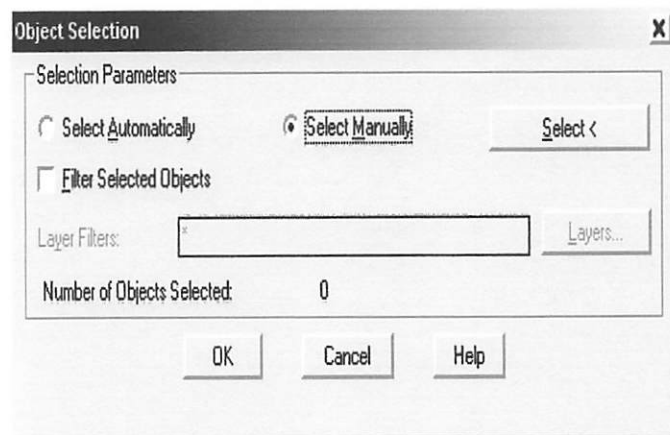 Object Selection
X
Selection Parameters
Select Automatically
Select Manually
Select <
Filter Selected Objects
Layer Filters:
*
Layers...
Number of Objects Selected:
0
OK
Cancel
Help